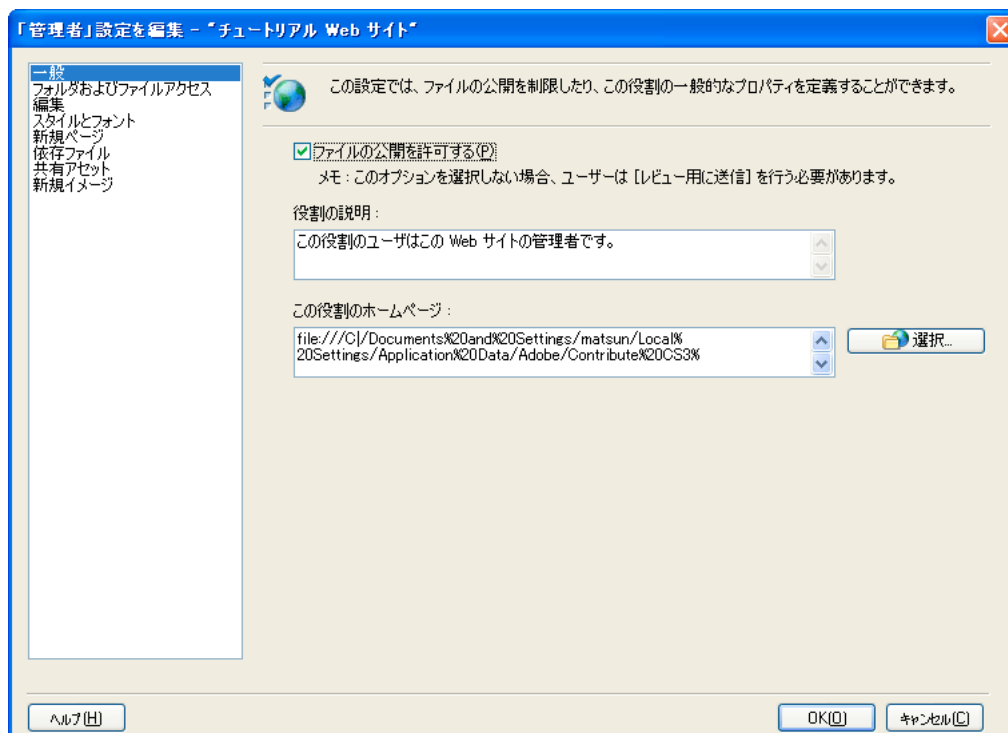 「管理者」設定を編集 - "チュートリアル Web サイト"
一般
フォルダおよびファイルアクセス
編集
スタイルとフォント
新規ページ
依存ファイル
共有アセット
新規イメージ
この設定では、ファイルの公開を制限したり、この役割の一般的なプロパティを定義することができます。
ファイルの公開を許可する(P)
メモ : このオプションを選択しない場合、ユーザーは [レビュー用に送信] を行う必要があります。
役割の説明 :
この役割のユーザはこの Web サイトの管理者です。
この役割のホームページ :
file:///C|/Documents%20and%20Settings/matsun/Local%
20Settings/Application%20Data/Adobe/Contribute%20CS3%
選択...
ヘルプ(H)
OK(O)
キャンセル(C)